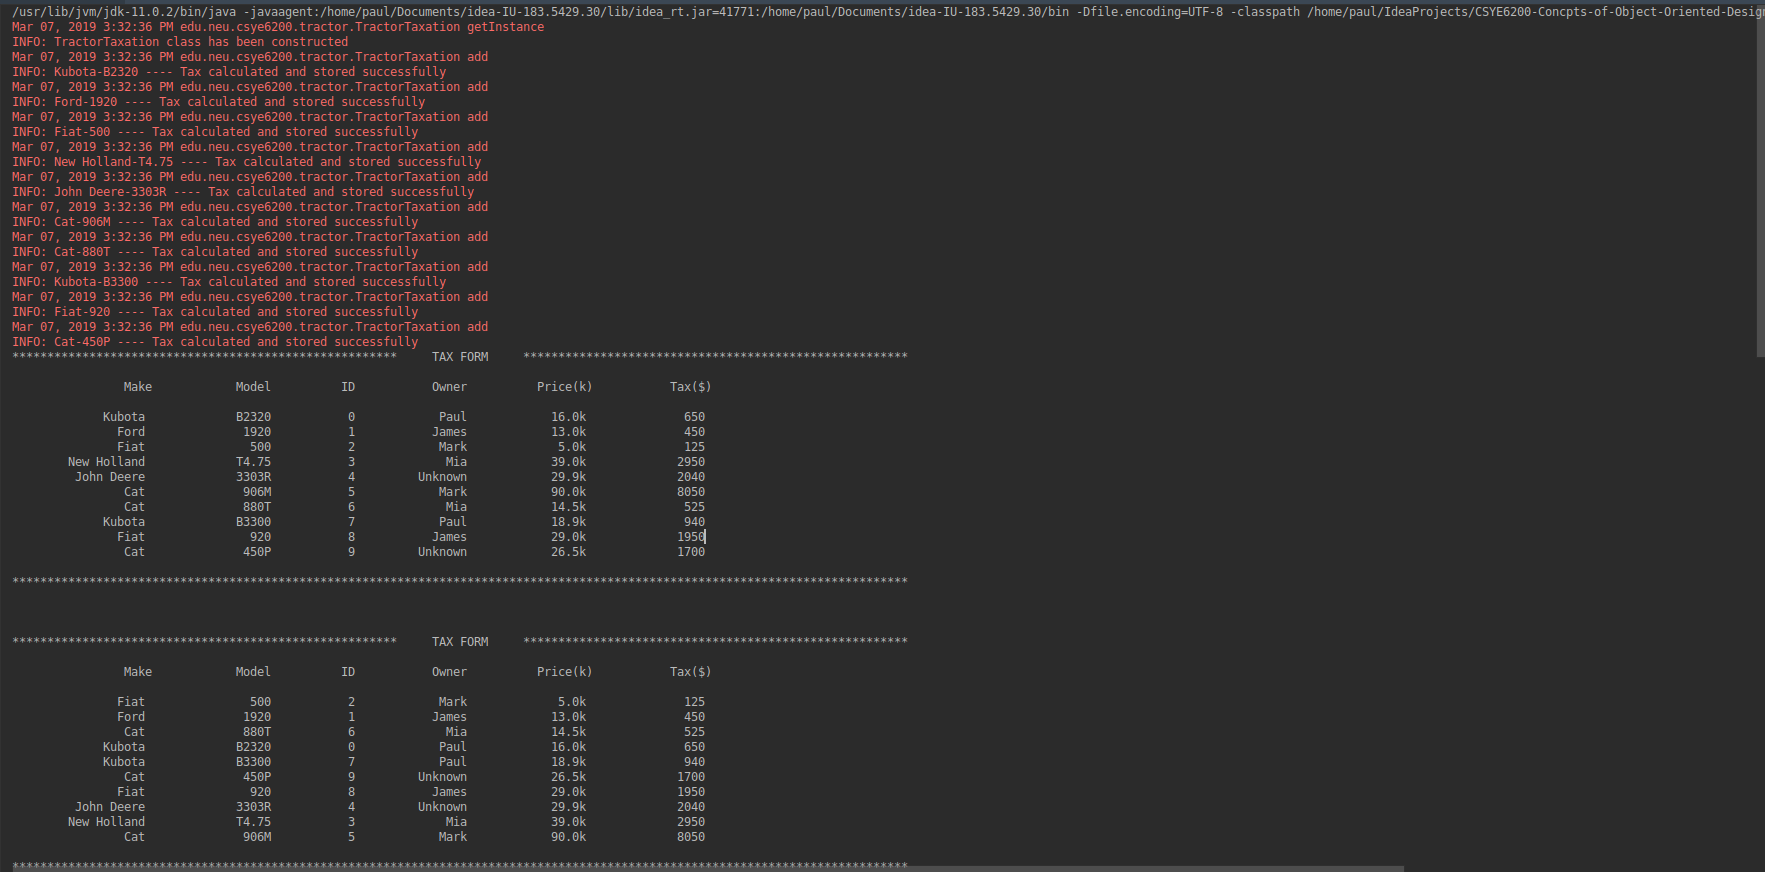 /usr/lib/jvm/jdk-11.0.2/bin/java -javaagent:/home/paul/Documents/idea-IU-183.5429.30/lib/idea_rt.jar=41771:/home/paul/Documents/idea-IU-183.5429.30/bin -Dfile.encoding=UTF-8 -classpath /home/paul/IdeaProjects/CSYE6200-Concpts-of-Object-Oriented-Desig
Mar 07, 2019 3:32:36 PM edu.neu.csye6200.tractor.TractorTaxation getInstance
INFO: TractorTaxation class has been constructed
Mar 07, 2019 3:32:36 PM edu.neu.csye6200.tractor.TractorTaxation add
INFO: Kubota-B2320 ---- Tax calculated and stored successfully
Mar 07, 2019 3:32:36 PM edu.neu.csye6200.tractor.TractorTaxation add
INFO: Ford-1920 ---- Tax calculated and stored successfully
Mar 07, 2019 3:32:36 PM edu.neu.csye6200.tractor.TractorTaxation add
INFO: Fiat-500 ---- Tax calculated and stored successfully
Mar 07, 2019 3:32:36 PM edu.neu.csye6200.tractor.TractorTaxation add
INFO: New Holland-T4.75 ---- Tax calculated and stored successfully
Mar 07, 2019 3:32:36 PM edu.neu.csye6200.tractor.TractorTaxation add
INFO: John Deere-3303R ---- Tax calculated and stored successfully
Mar 07, 2019 3:32:36 PM edu.neu.csye6200.tractor.TractorTaxation add
INFO: Cat-906M ---- Tax calculated and stored successfully
Mar 07, 2019 3:32:36 PM edu.neu.csye6200.tractor.TractorTaxation add
INFO: Cat-880T ---- Tax calculated and stored successfully
Mar 07, 2019 3:32:36 PM edu.neu.csye6200.tractor.TractorTaxation add
INFO: Kubota-B3300 ---- Tax calculated and stored successfully
Mar 07, 2019 3:32:36 PM edu.neu.csye6200.tractor.TractorTaxation add
INFO: Fiat-920 ---- Tax calculated and stored successfully
Mar 07, 2019 3:32:36 PM edu.neu.csye6200.tractor.TractorTaxation add
INFO: Cat-450P ---- Tax calculated and stored successfully
*******************************************************     TAX FORM     *******************************************************
Make Model ID Owner Price(k) Tax($)
Kubota B2320 0 Paul 16.0k 650
Ford 1920 1 James 13.0k 450
Fiat 500 2 Mark 5.0k 125
New Holland T4.75 3 Mia 39.0k 2950
John Deere 3303R 4 Unknown 29.9k 2040
Cat 906M 5 Mark 90.0k 8050
Cat 880T 6 Mia 14.5k 525
Kubota B3300 7 Paul 18.9k 940
Fiat 920 8 James 29.0k 1950
Cat 450P 9 Unknown 26.5k 1700
********************************************************************************************************************************
*******************************************************     TAX FORM     *******************************************************
Make Model ID Owner Price(k) Tax($)
Fiat 500 2 Mark 5.0k 125
Ford 1920 1 James 13.0k 450
Cat 880T 6 Mia 14.5k 525
Kubota B2320 0 Paul 16.0k 650
Kubota B3300 7 Paul 18.9k 940
Cat 450P 9 Unknown 26.5k 1700
Fiat 920 8 James 29.0k 1950
John Deere 3303R 4 Unknown 29.9k 2040
New Holland T4.75 3 Mia 39.0k 2950
Cat 906M 5 Mark 90.0k 8050
********************************************************************************************************************************